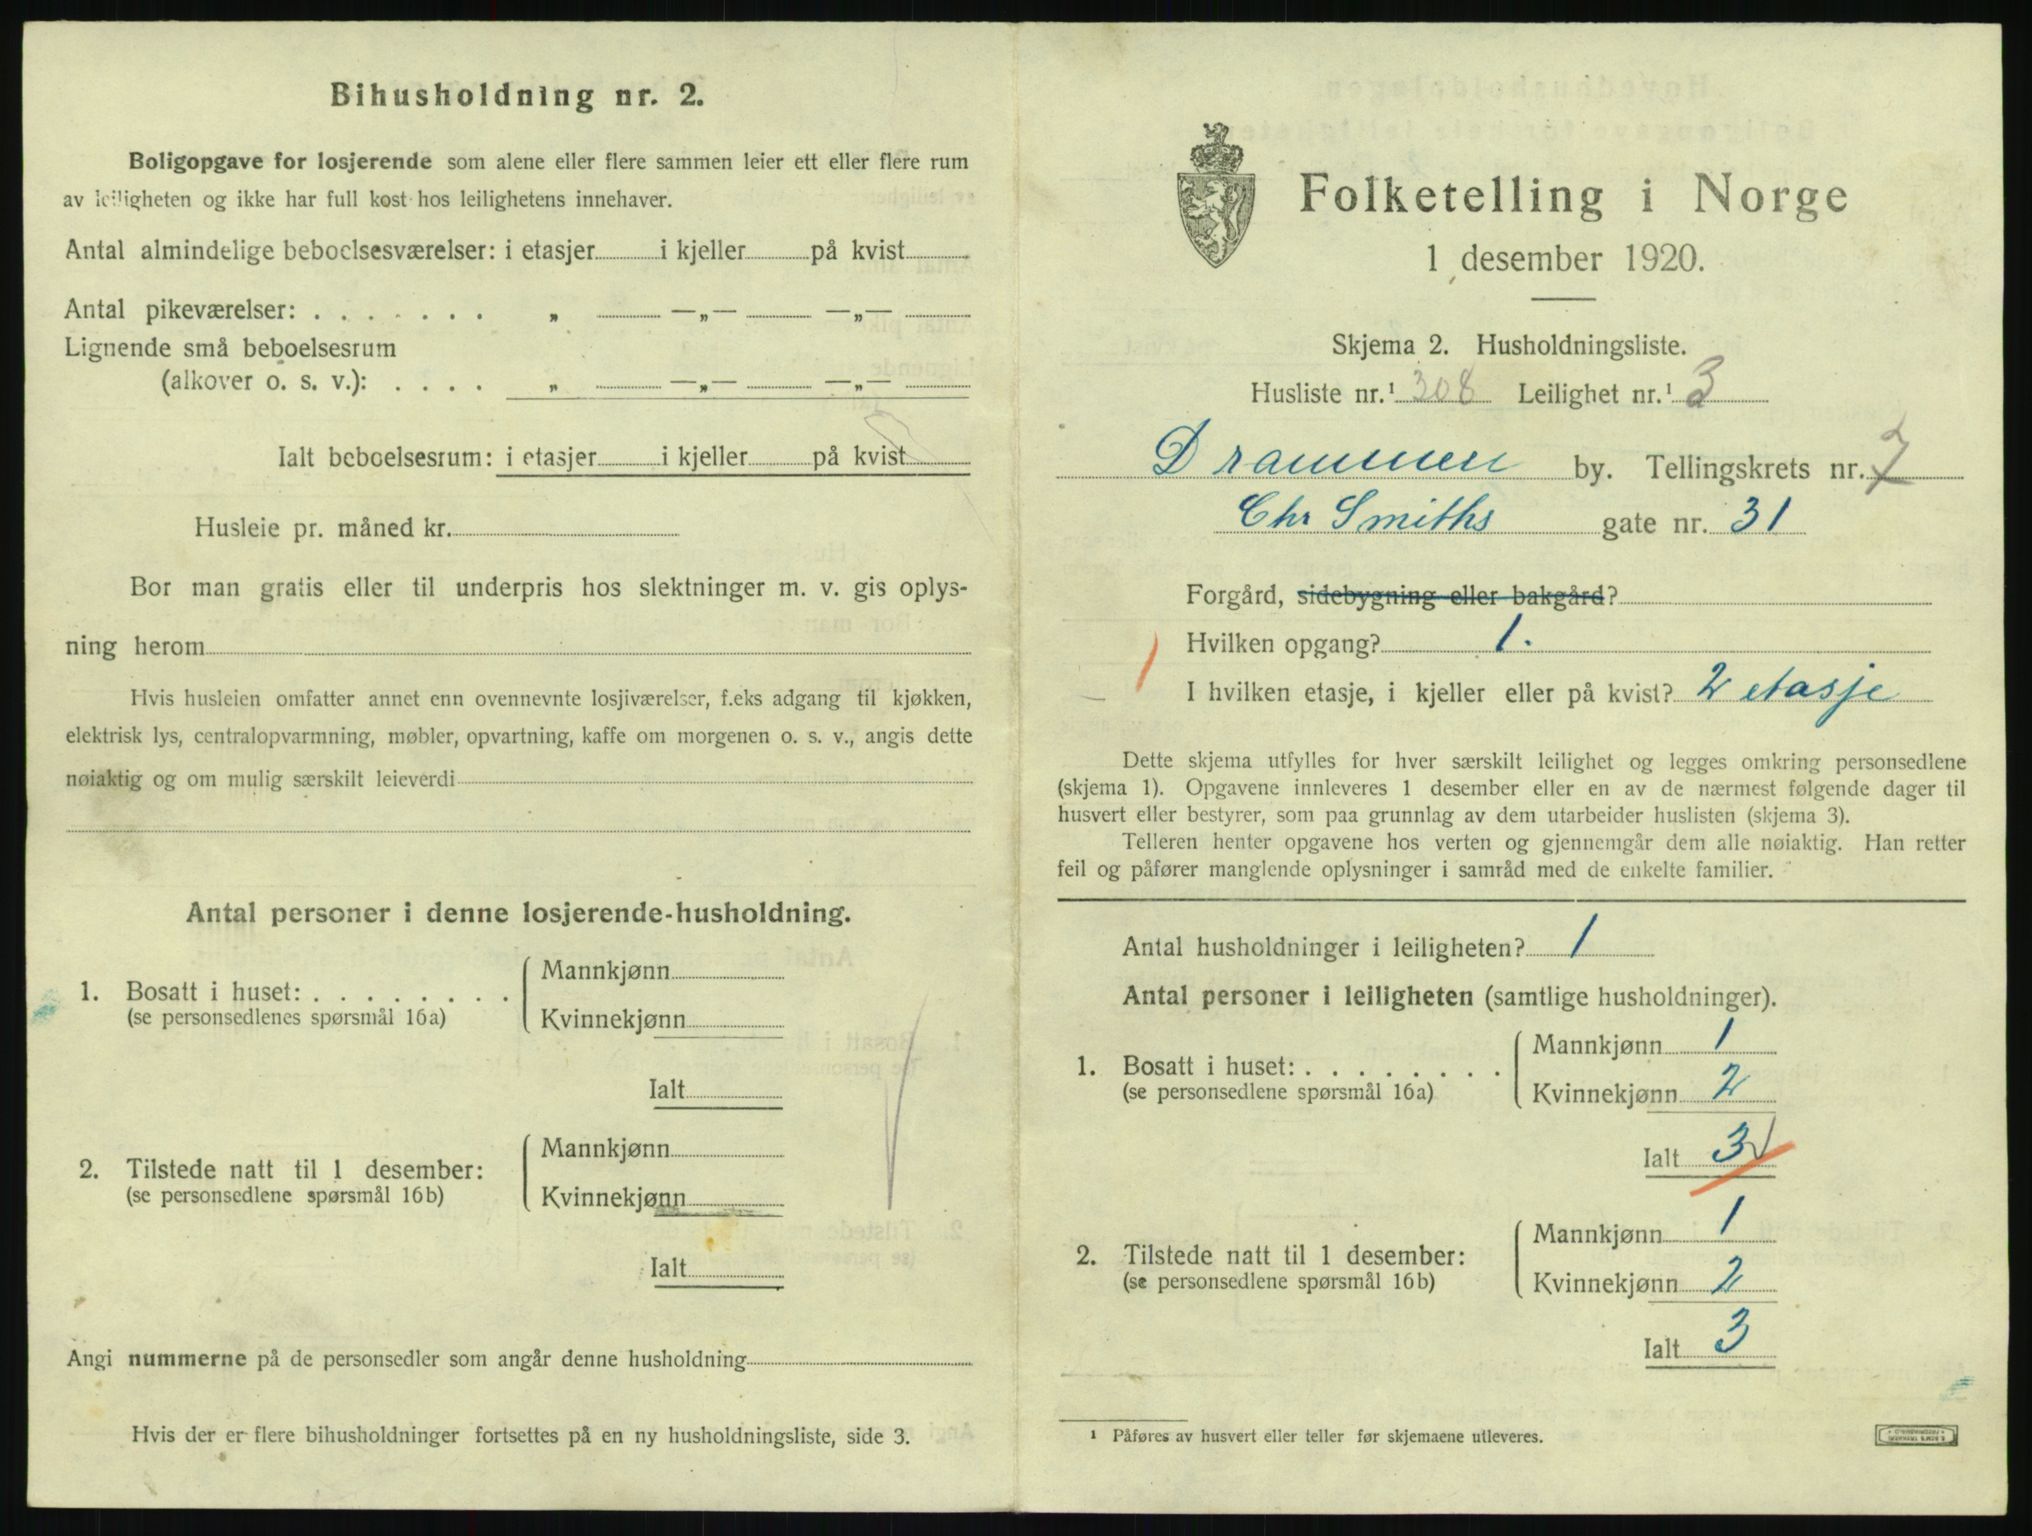 Bihusholdning nr. 2.
Boligopgave for losjerende som alene eller flere sammen leier ett eller flere rum
av leiligheten og ikke har full kost hos leilighetens innehaver.
Antal almindelige beboelsesværelser: i etasjer i kjeller på kvist
Antal pikeværelser: . . . . . . . „ —„— —„—
Lignende små beboelsesrum
(alkover o. s. v.): . . . . „ —„— —„—
Ialt beboelsesrum: i etasjer i kjeller på kvist
Husleie pr. måned kr.
Bor man gratis eller til underpris hos slektninger m. v. gis oplys-
ning herom
Hvis husleien omfatter annet enn ovennevnte losjiværelser, f.eks adgang til kjøkken,
elektrisk lys, centralopvarmning, møbler, opvartning, kaffe om morgenen o. s. v., angis dette
nøiaktig og om mulig særskilt leieverdi
Antal personer i denne losjerende-husholdning.
1. Bosatt i huset: . . . . . . . .
(se personsedlenes spørsmål 16a)
Mannkjønn
Kvinnekjønn
Ialt
2. Tilstede natt til 1 desember:
(se personsedlene spørsmål 16b)
Mannkjønn
Kvinnekjønn
Ialt
Angi nummerne på de personsedler som angår denne husholdning
Hvis der er flere bihusholdninger fortsettes på en ny husholdningsliste, side 3.
Folketelling i Norge
1 desember 1920.
Skjema 2. Husholdningsliste.
Husliste nr.¹ 308 Leilighet nr.¹ 3
Drammen by. Tellingskrets nr. 7
Chr Smiths gate nr. 31
Forgård, sidebygning eller bakgård?
Hvilken opgang? 1.
I hvilken etasje, i kjeller eller på kvist? 2 etasje
Dette skjema utfylles for hver særskilt leilighet og legges omkring personsedlene
(skjema 1). Opgavene innleveres 1 desember eller en av de nærmest følgende dager til
husvert eller bestyrer, som paa grunnlag av dem utarbeider huslisten (skjema 3).
Telleren henter opgavene hos verten og gjennemgår dem alle nøiaktig. Han retter
feil og påfører manglende oplysninger i samråd med de enkelte familier.
Antal husholdninger i leiligheten? 1
Antal personer i leiligheten (samtlige husholdninger).
1. Bosatt i huset: . . . . . . . .
(se personsedlene spørsmål 16a)
Mannkjønn 1
Kvinnekjønn 2
Ialt 3
2. Tilstede natt til 1 desember:
(se personsedlene spørsmål 16b)
Mannkjønn 1
Kvinnekjønn 2
Ialt 3
¹ Påføres av husvert eller teller før skjemaene utleveres.